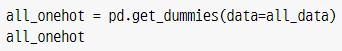 all_onehot = pd.get_dummies(data=all_data)
all_onehot